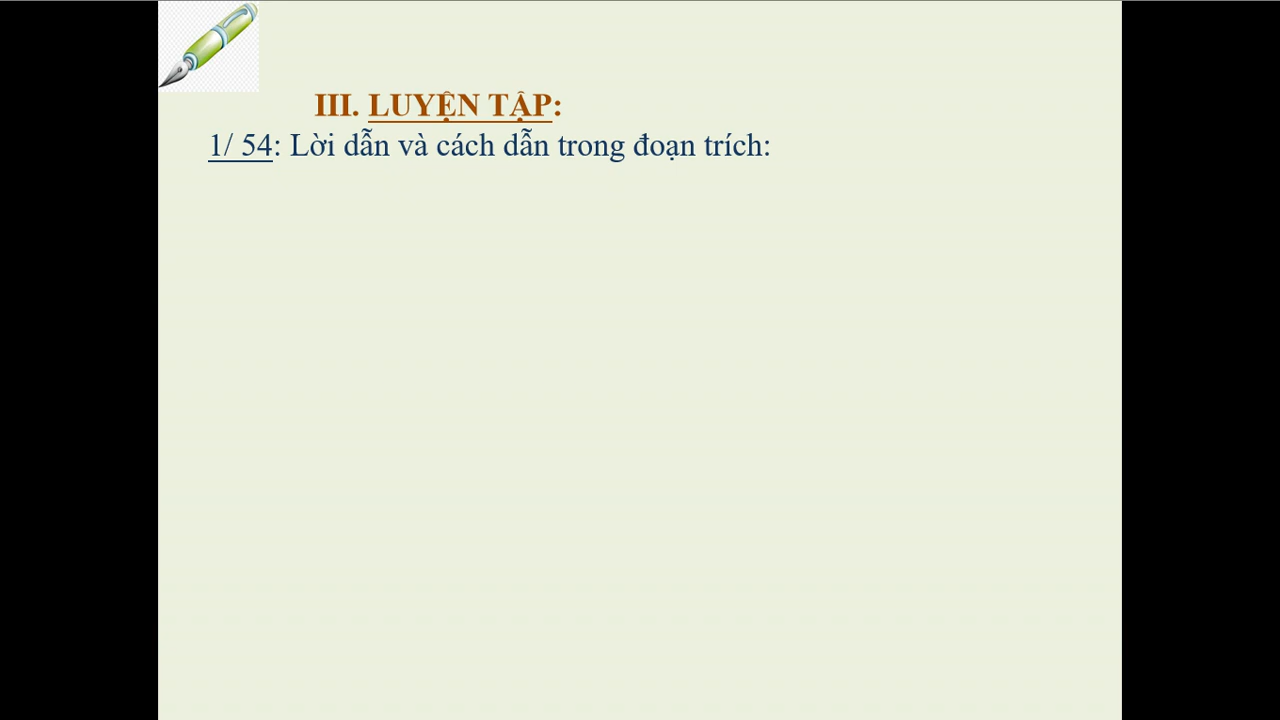 III. LUYỆN TẬP:
1/ 54: Lời dẫn và cách dẫn trong đoạn trích: